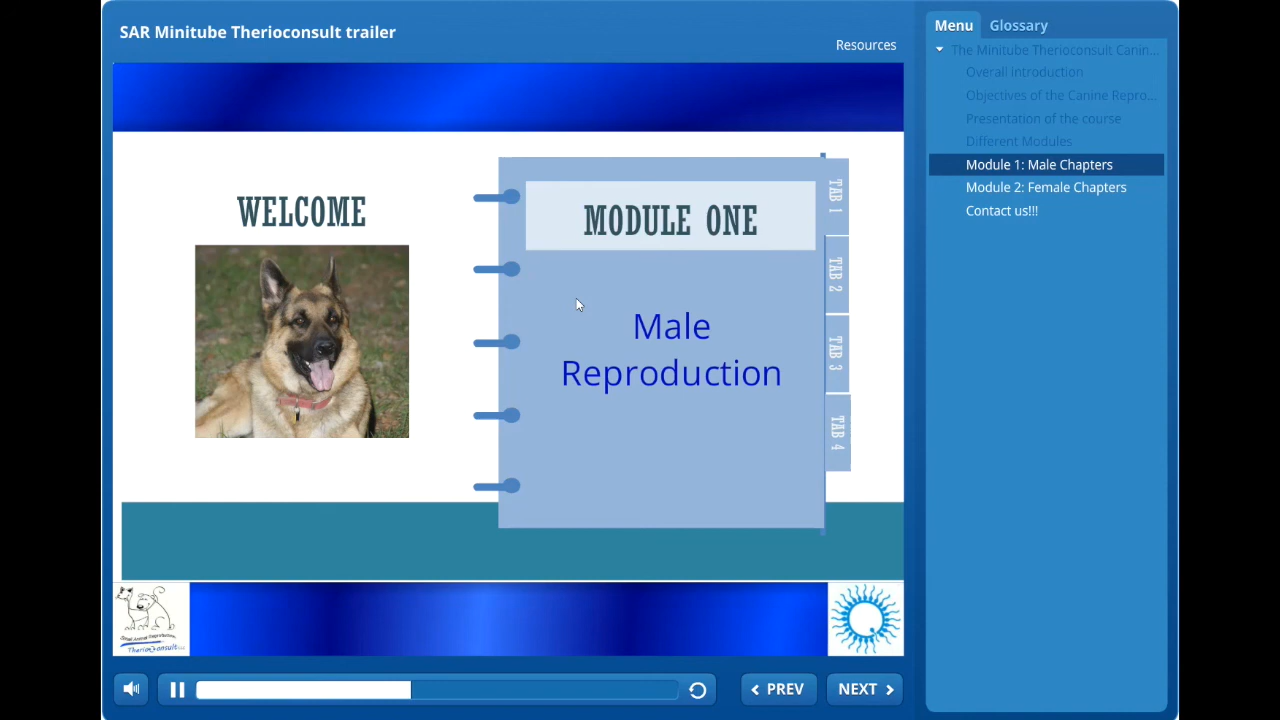 SAR Minitube Therioconsult trailer
Resources
WELCOME
MODULE ONE
Male
Reproduction
TAB 1
TAB 2
TAB 3
TAB 4
TherioConsult
PREV
NEXT
Menu
Glossary
The Minitube Therioconsult Canin...
Overall introduction
Objectives of the Canine Repro...
Presentation of the course
Different Modules
Module 1: Male Chapters
Module 2: Female Chapters
Contact us!!!